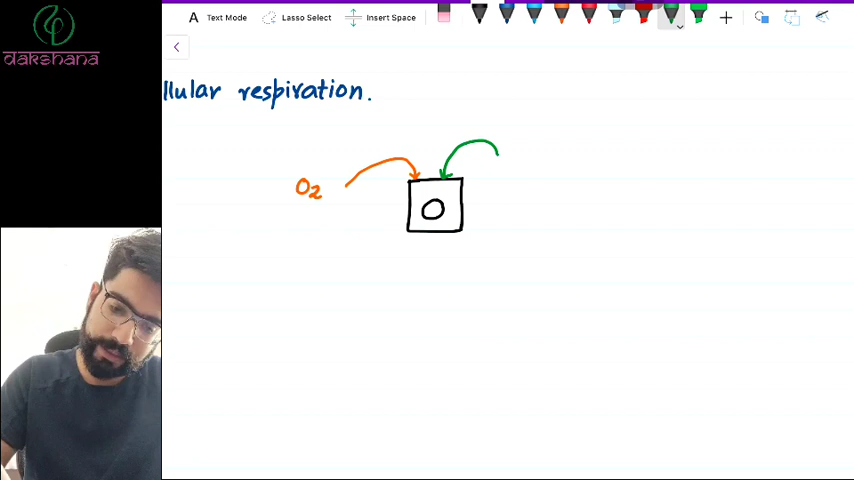 dakshana
Text Mode
Lasso Select
Insert Space
llular respiration.
O2